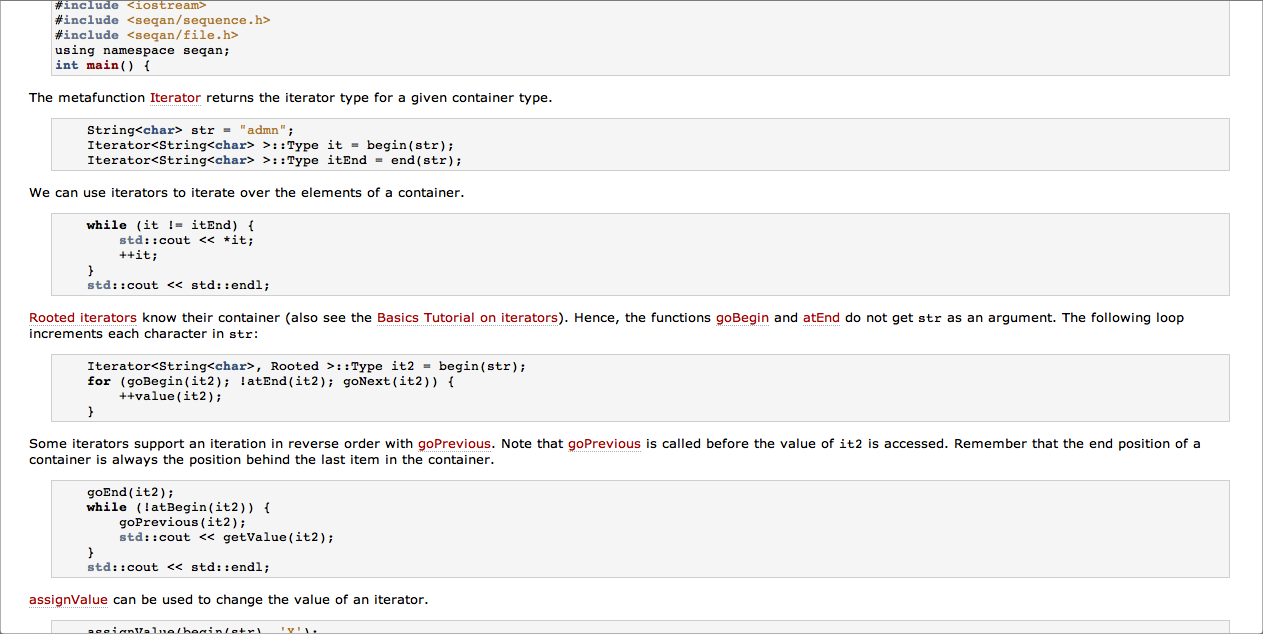 #include <iostream>
#include <seqan/sequence.h>
#include <seqan/file.h>
using namespace seqan;
int main() {
The metafunction Iterator returns the iterator type for a given container type.
String<char> str = "admn";
Iterator<String<char> >::Type it = begin(str);
Iterator<String<char> >::Type itEnd = end(str);
We can use iterators to iterate over the elements of a container.
while (it != itEnd) {
std::cout << *it;
++it;
}
std::cout << std::endl;
Rooted iterators know their container (also see the Basics Tutorial on iterators). Hence, the functions goBegin and atEnd do not get str as an argument. The following loop
increments each character in str:
Iterator<String<char>, Rooted >::Type it2 = begin(str);
for (goBegin(it2); !atEnd(it2); goNext(it2)) {
++value(it2);
}
Some iterators support an iteration in reverse order with goPrevious. Note that goPrevious is called before the value of it2 is accessed. Remember that the end position of a
container is always the position behind the last item in the container.
goEnd(it2);
while (!atBegin(it2)) {
goPrevious(it2);
std::cout << getValue(it2);
}
std::cout << std::endl;
assignValue can be used to change the value of an iterator.
assignValue(begin(str), 'X');